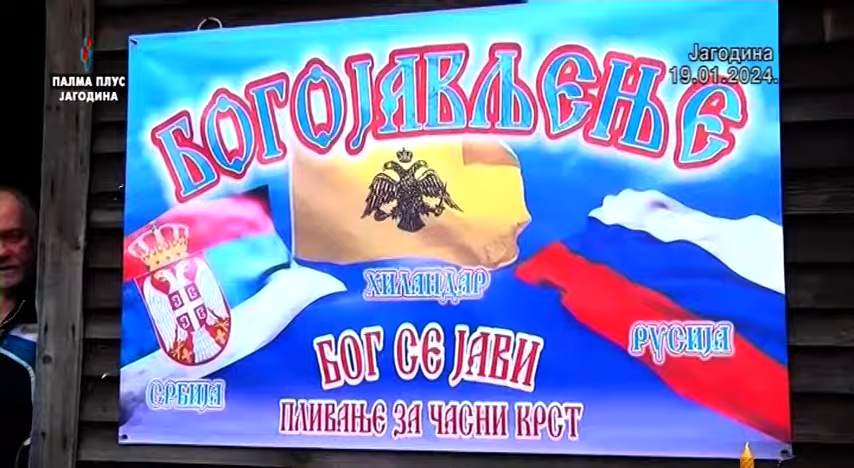 ПАЛМА ПЛУС
ЈАГОДИНА
Јагодина
19.01.2024.
БОГОЈАВЉЕЊЕ
ХИЛАНДАР
СРБИЈА
РУСИЈА
БОГ СЕ ЈАВИ
ПЛИВАЊЕ ЗА ЧАСНИ КРСТ